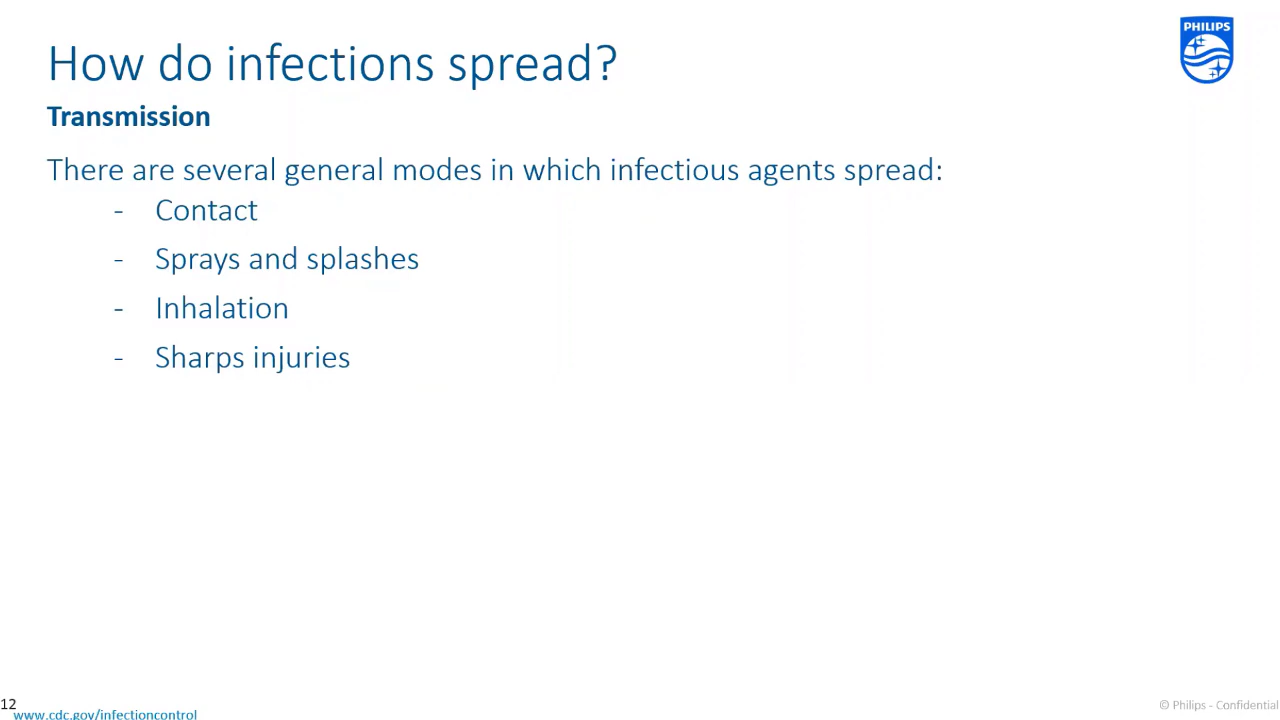 How do infections spread?
PHILIPS
Transmission
There are several general modes in which infectious agents spread:
- Contact
- Sprays and splashes
- Inhalation
- Sharps injuries
12
www.cdc.gov/infectioncontrol
© Philips - Confidential